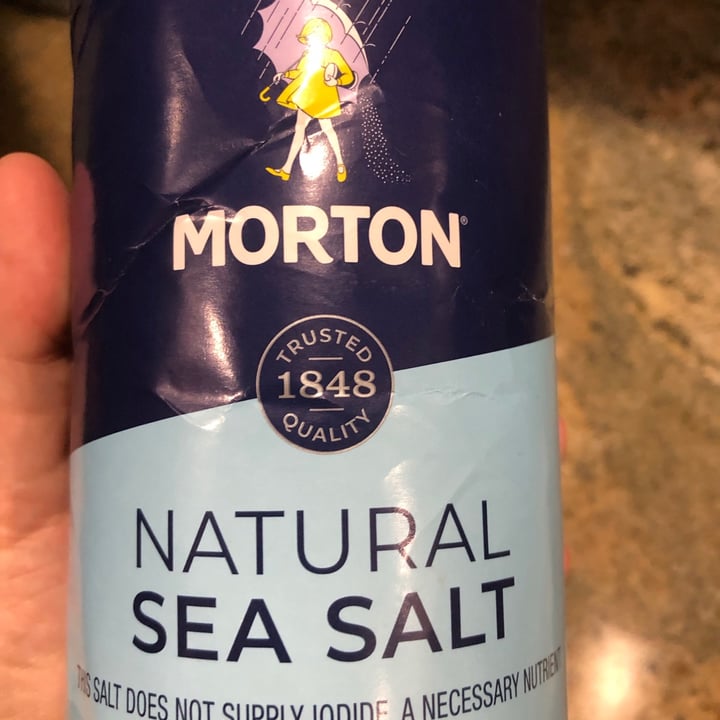 MORTON®
TRUSTED
1848
QUALITY
NATURAL
SEA SALT
THIS SALT DOES NOT SUPPLY IODIDE, A NECESSARY NUTRIENT